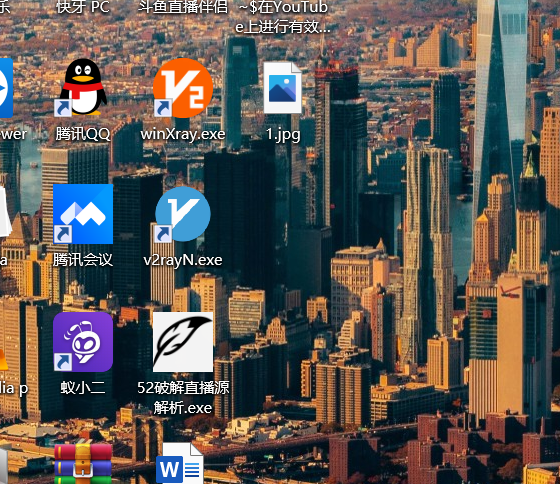 乐
快牙 PC
斗鱼直播伴侣
~$在YouTub
e上进行有效...
wer
腾讯QQ
winXray.exe
1.jpg
a
腾讯会议
v2rayN.exe
dia p
蚁小二
52破解直播源
解析.exe
W